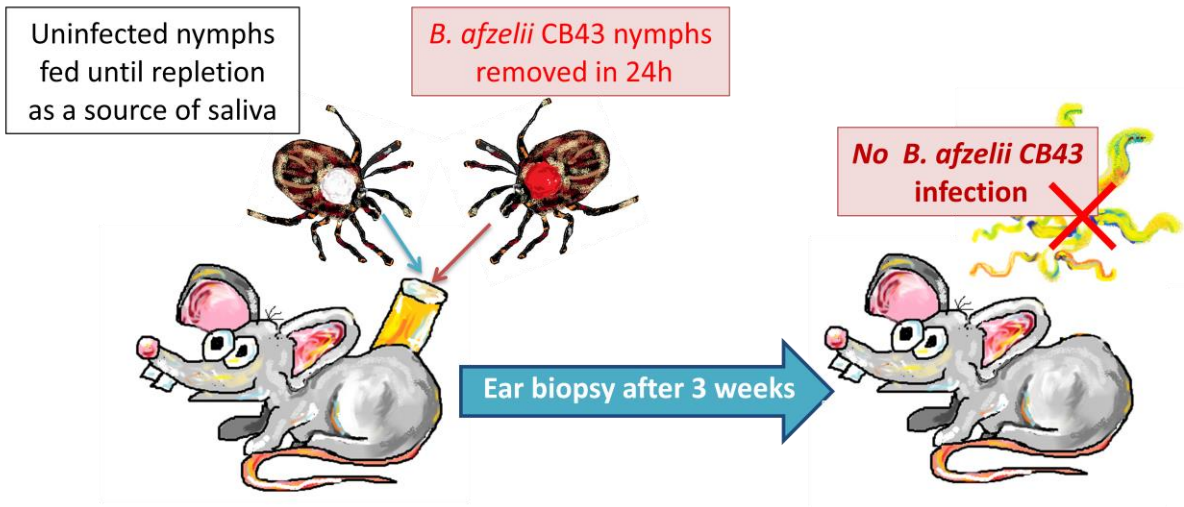 Uninfected nymphs
fed until repletion
as a source of saliva
B. afzelii CB43 nymphs
removed in 24h
No B. afzelii CB43
infection
Ear biopsy after 3 weeks